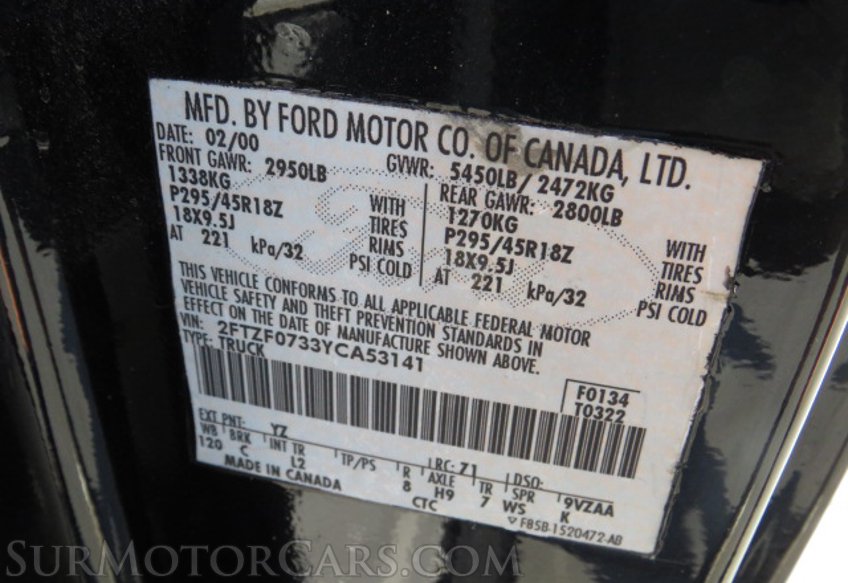 MFD. BY FORD MOTOR CO. OF CANADA, LTD.
DATE: 02/00 GVWR: 5450LB/ 2472KG
FRONT GAWR: 2950LB REAR GAWR: 2800LB
1338KG WITH 1270KG WITH
P295/45R18Z TIRES P295/45R18Z TIRES
18X9.5J RIMS 18X9.5J RIMS
AT 221 kPa/32 PSI COLD AT 221 kPa/32 PSI COLD
THIS VEHICLE CONFORMS TO ALL APPLICABLE FEDERAL MOTOR
VEHICLE SAFETY AND THEFT PREVENTION STANDARDS IN
EFFECT ON THE DATE OF MANUFACTURE SHOWN ABOVE.
VIN: 2FTZF0733YCA53141
TYPE: TRUCK
F0134
T0322
EXT PNT: YZ RC: 71 DSO:
WB BRK INT TR TP/PS R AXLE TR SPR 9VZAA
120 C L2 8 H9 7 WS K
MADE IN CANADA CTC F85B-1520472-AB
SURMOTORCARS.COM